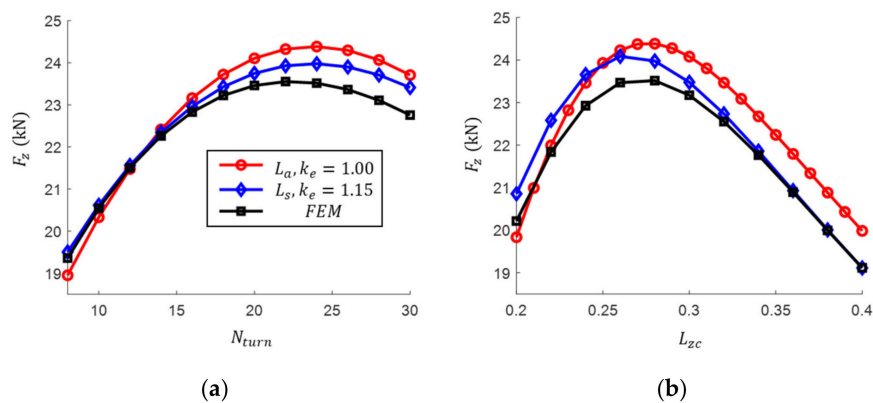 25
24
23
22
21
20
19
F_z (kN)
10
15
20
25
30
N_turn
L_a, k_e = 1.00
L_s, k_e = 1.15
FEM
(a)
25
24
23
22
21
20
19
F_z (kN)
0.2
0.25
0.3
0.35
0.4
L_zc
(b)